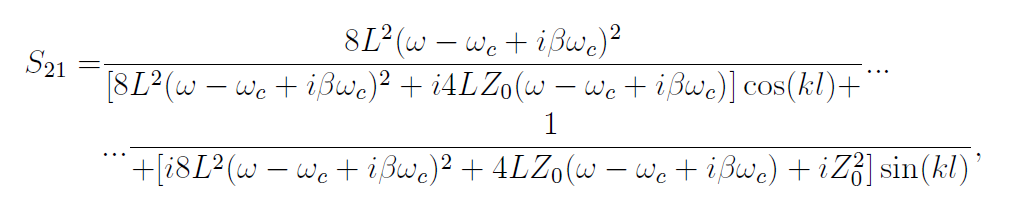 S_{21} = \frac{8L^2(\omega - \omega_c + i\beta\omega_c)^2}{[8L^2(\omega - \omega_c + i\beta\omega_c)^2 + i4LZ_0(\omega - \omega_c + i\beta\omega_c)]\cos(kl)+} ...
... \frac{1}{+[i8L^2(\omega - \omega_c + i\beta\omega_c)^2 + 4LZ_0(\omega - \omega_c + i\beta\omega_c) + iZ_0^2]\sin(kl)},